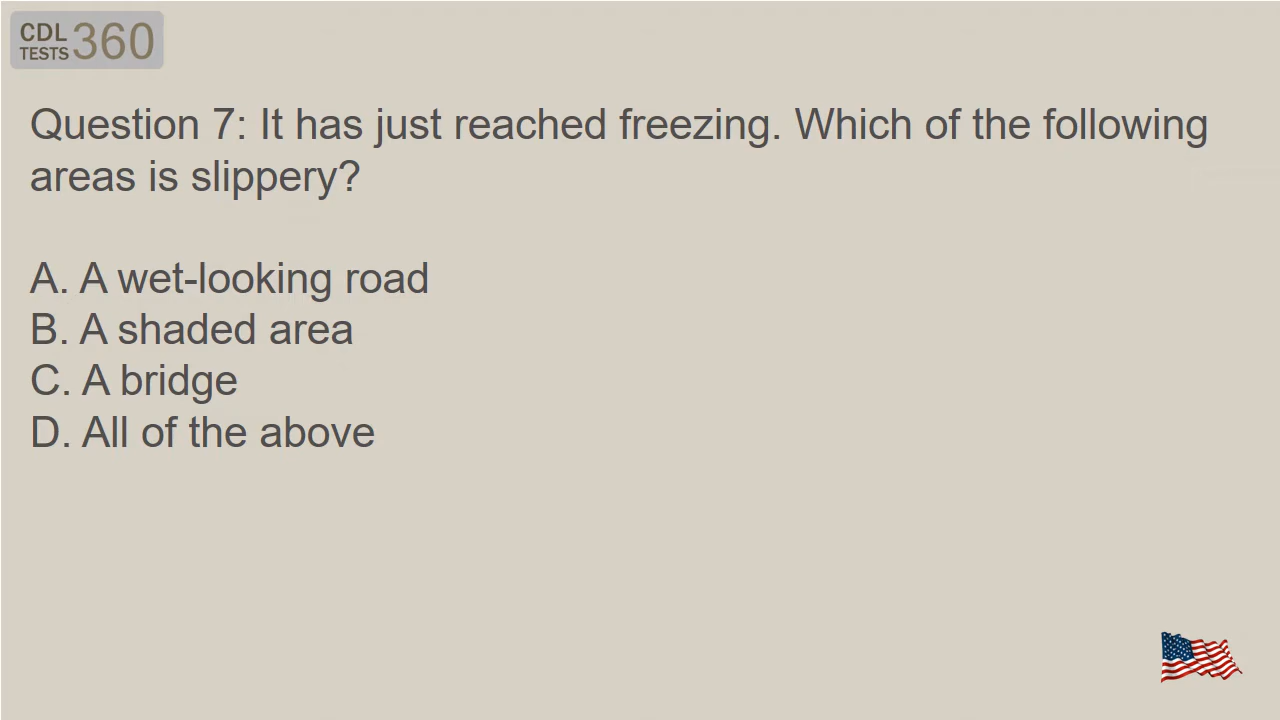 CDL
TESTS 360
Question 7: It has just reached freezing. Which of the following
areas is slippery?
A. A wet-looking road
B. A shaded area
C. A bridge
D. All of the above